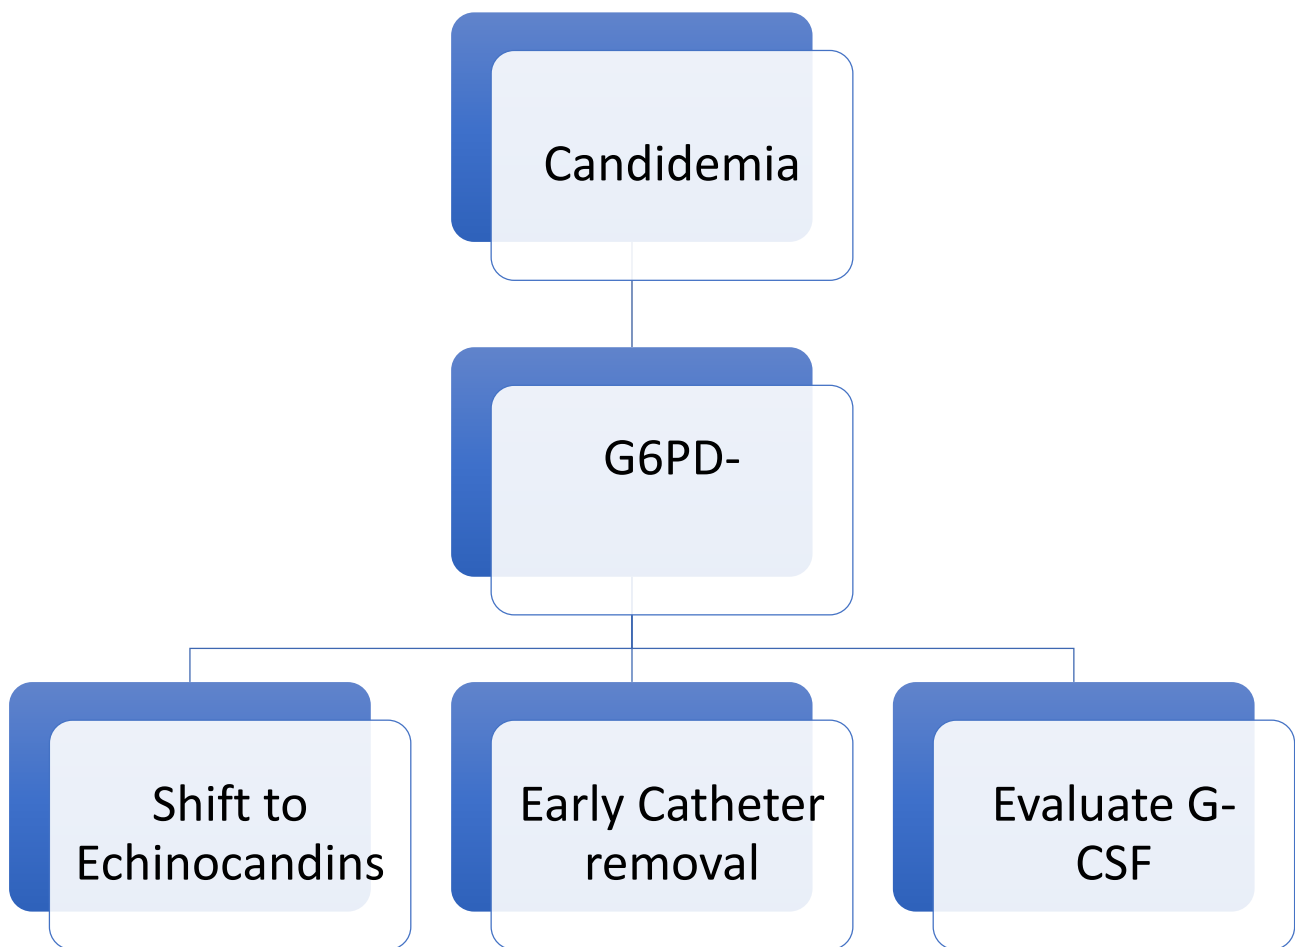 Candidemia
G6PD-
Shift to
Echinocandins
Early Catheter
removal
Evaluate G-
CSF